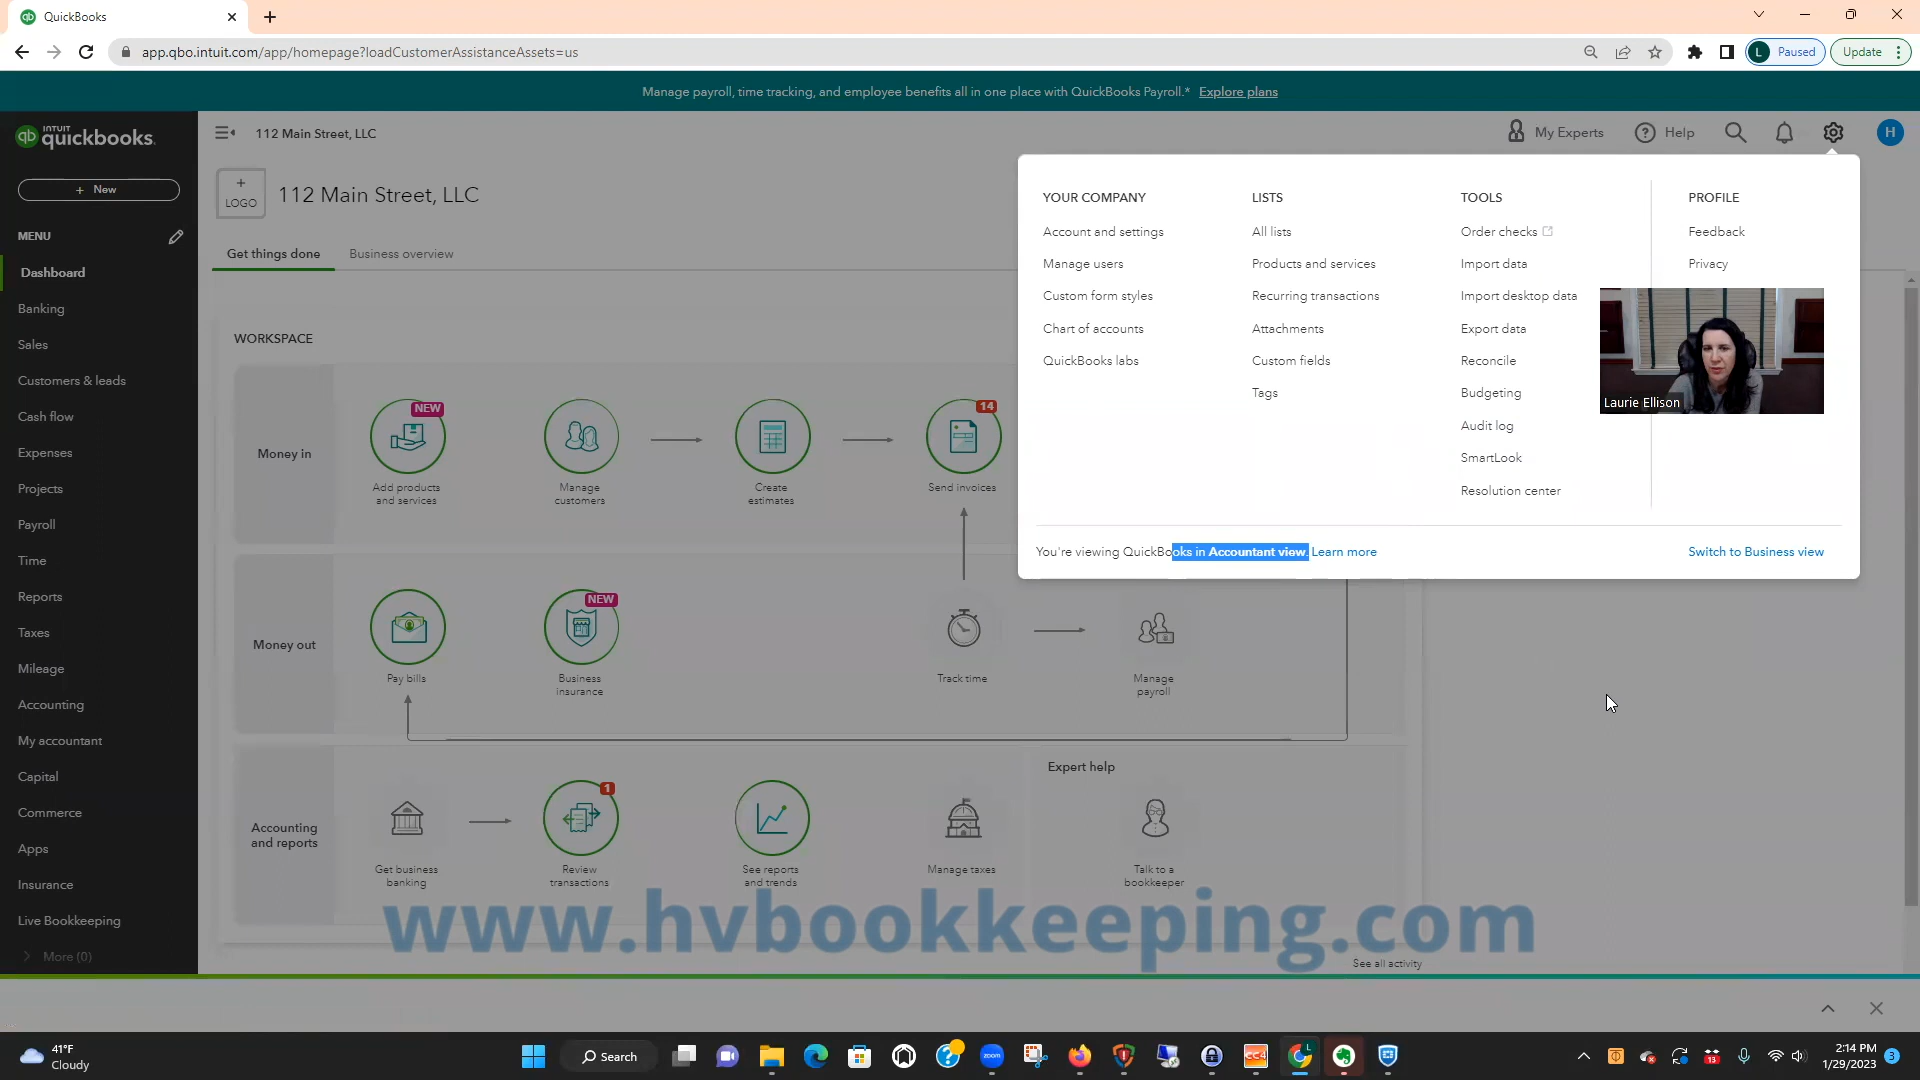 QuickBooks
app.qbo.intuit.com/app/homepage?loadCustomerAssistanceAssets=us
L Paused
Update
Manage payroll, time tracking, and employee benefits all in one place with QuickBooks Payroll.* Explore plans
INTUIT
qb quickbooks.
112 Main Street, LLC
My Experts
Help
H
+ New
+
LOGO
112 Main Street, LLC
MENU
Get things done
Business overview
Dashboard
Banking
Sales
Customers & leads
Cash flow
Expenses
Projects
Payroll
Time
Reports
Taxes
Mileage
Accounting
My accountant
Capital
Commerce
Apps
Insurance
Live Bookkeeping
More (0)
WORKSPACE
Money in
NEW
Add products
and services
Manage
customers
Create
estimates
14
Send invoices
Money out
Pay bills
NEW
Business
insurance
Track time
Manage
payroll
Accounting
and reports
Get business
banking
1
Review
transactions
See reports
and trends
Manage taxes
Expert help
Talk to a
bookkeeper
See all activity
YOUR COMPANY
Account and settings
Manage users
Custom form styles
Chart of accounts
QuickBooks labs
LISTS
All lists
Products and services
Recurring transactions
Attachments
Custom fields
Tags
TOOLS
Order checks
Import data
Import desktop data
Export data
Reconcile
Budgeting
Audit log
SmartLook
Resolution center
PROFILE
Feedback
Privacy
Laurie Ellison
You're viewing QuickBooks in Accountant view. Learn more
Switch to Business view
www.hvbookkeeping.com
41°F
Cloudy
Search
zoom
CC4
L
13
2:14 PM
1/29/2023
3